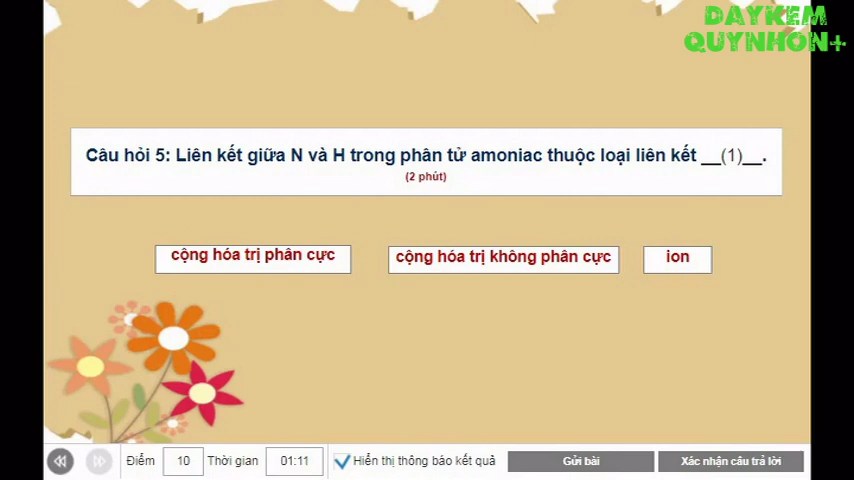 DAYKEM
QUYNHON+
Câu hỏi 5: Liên kết giữa N và H trong phân tử amoniac thuộc loại liên kết __(1)__.
(2 phút)
cộng hóa trị phân cực
cộng hóa trị không phân cực
ion
Điểm 10 Thời gian 01:11 Hiển thị thông báo kết quả Gửi bài Xác nhận câu trả lời